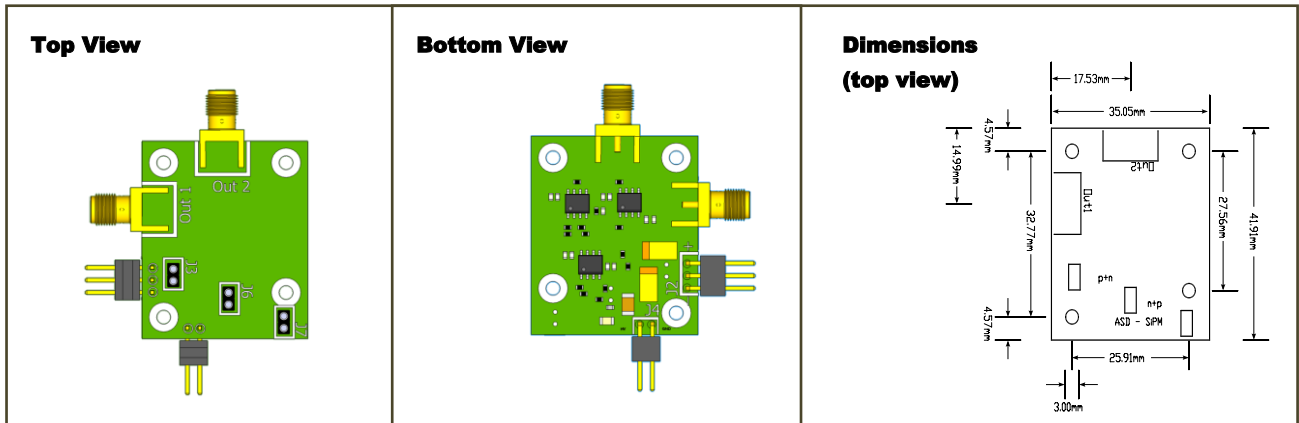 Top View
Out 2
Out 1
J3
J6
J7
Bottom View
+
J2
J4
Dimensions
(top view)
17.53mm
35.05mm
4.57mm
14.99mm
Out2
Out1
32.77mm
27.56mm
41.91mm
p+n
n+p
ASD - SiPM
4.57mm
25.91mm
3.00mm